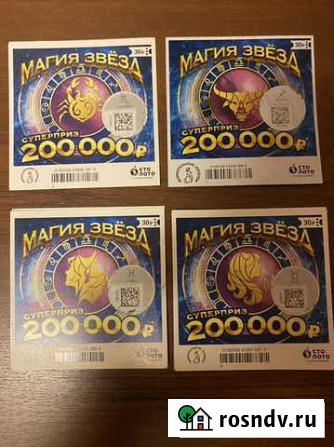 30₽
МАГИЯ ЗВЁЗД
СУПЕРПРИЗ
200.000₽
СТО ЛОТО
30₽
МАГИЯ ЗВЁЗД
СУПЕРПРИЗ
200.000₽
СТО ЛОТО
30₽
МАГИЯ ЗВЁЗД
СУПЕРПРИЗ
200.000₽
СТО ЛОТО
30₽
МАГИЯ ЗВЁЗД
СУПЕРПРИЗ
200.000₽
rosndv.ru